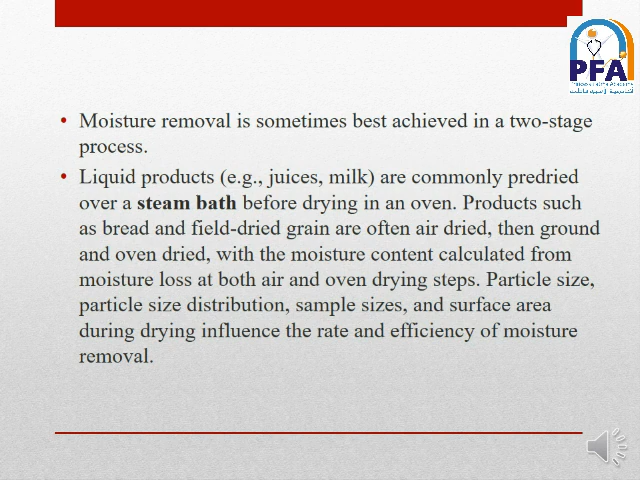 PFA
• Moisture removal is sometimes best achieved in a two-stage
process.
• Liquid products (e.g., juices, milk) are commonly predried
over a steam bath before drying in an oven. Products such
as bread and field-dried grain are often air dried, then ground
and oven dried, with the moisture content calculated from
moisture loss at both air and oven drying steps. Particle size,
particle size distribution, sample sizes, and surface area
during drying influence the rate and efficiency of moisture
removal.